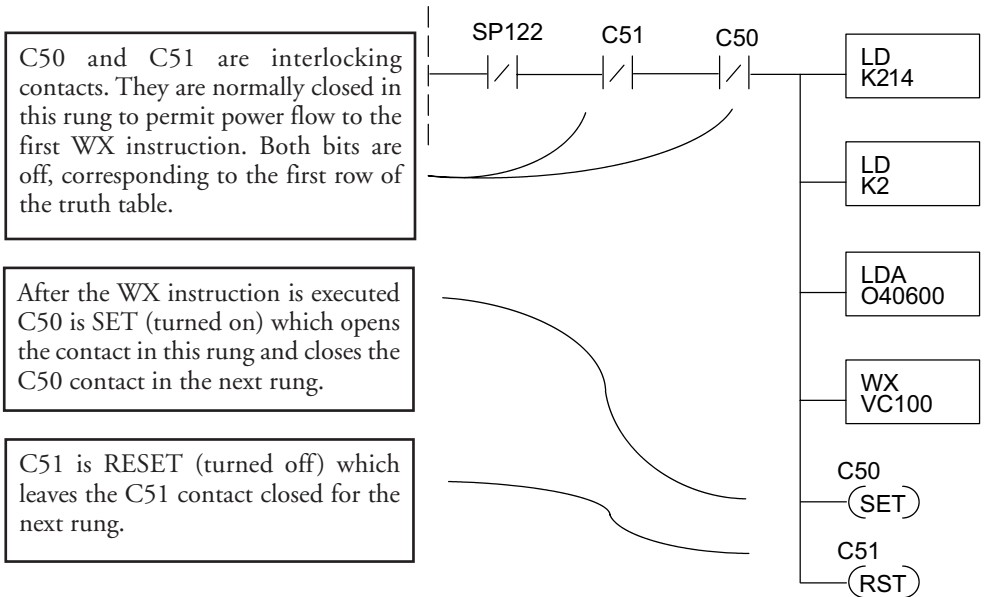 C50 and C51 are interlocking
contacts. They are normally closed in
this rung to permit power flow to the
first WX instruction. Both bits are
off, corresponding to the first row of
the truth table.
After the WX instruction is executed
C50 is SET (turned on) which opens
the contact in this rung and closes the
C50 contact in the next rung.
C51 is RESET (turned off) which
leaves the C51 contact closed for the
next rung.
SP122
C51
C50
LD
K214
LD
K2
LDA
O40600
WX
VC100
C50
SET
C51
RST